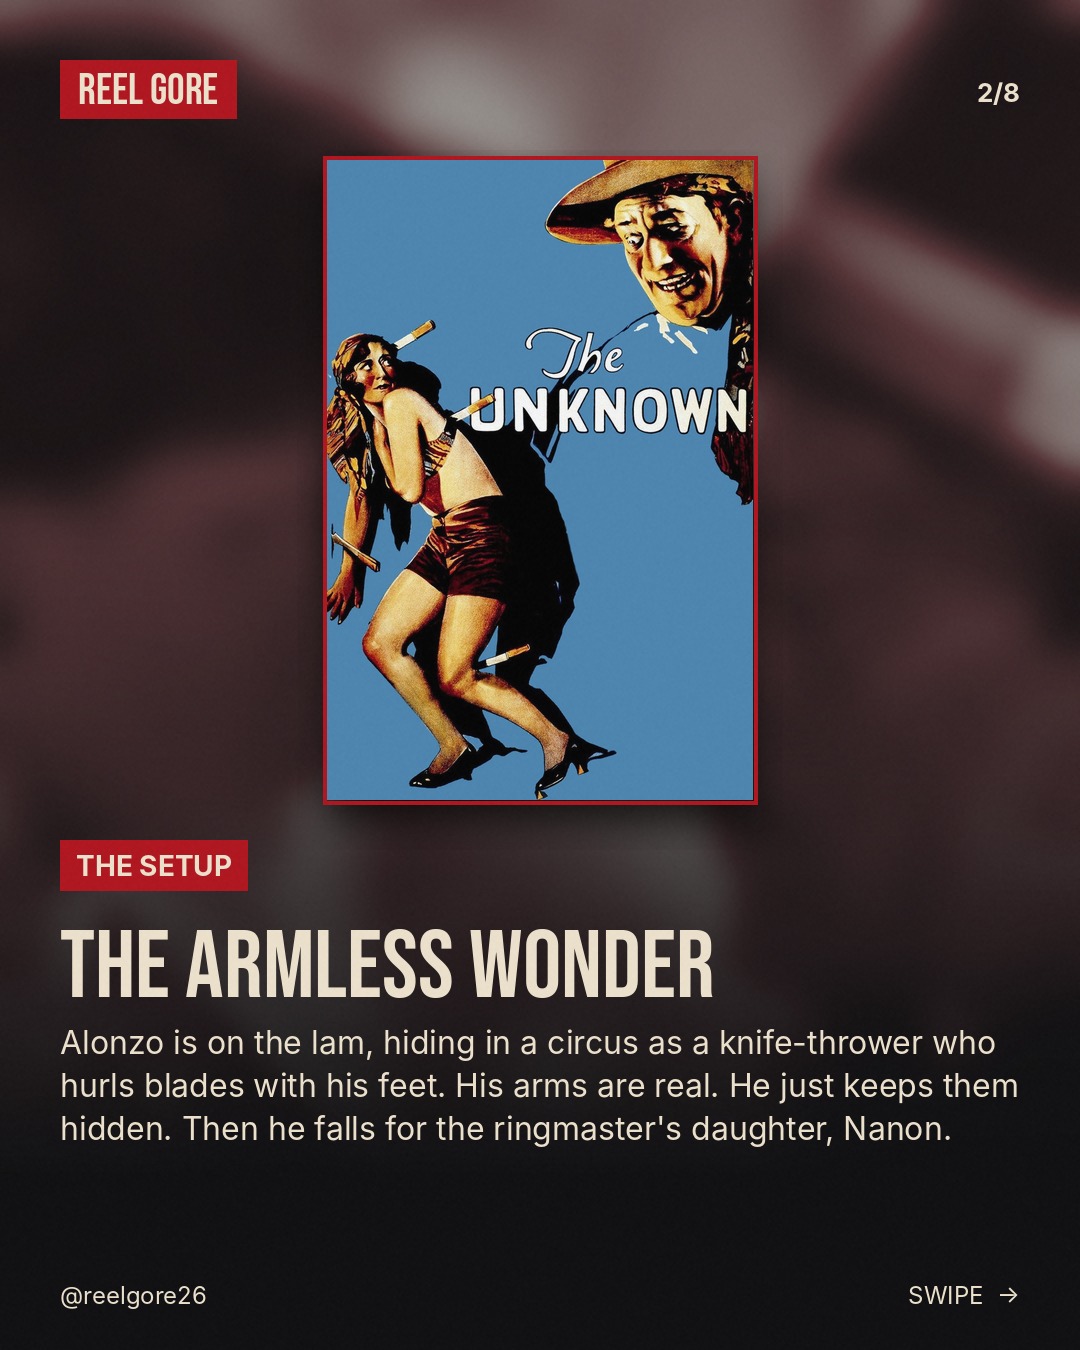 REEL GORE
2/8
The
UNKNOWN
THE SETUP
THE ARMLESS WONDER
Alonzo is on the lam, hiding in a circus as a knife-thrower who
hurls blades with his feet. His arms are real. He just keeps them
hidden. Then he falls for the ringmaster's daughter, Nanon.
@reelgore26
SWIPE →